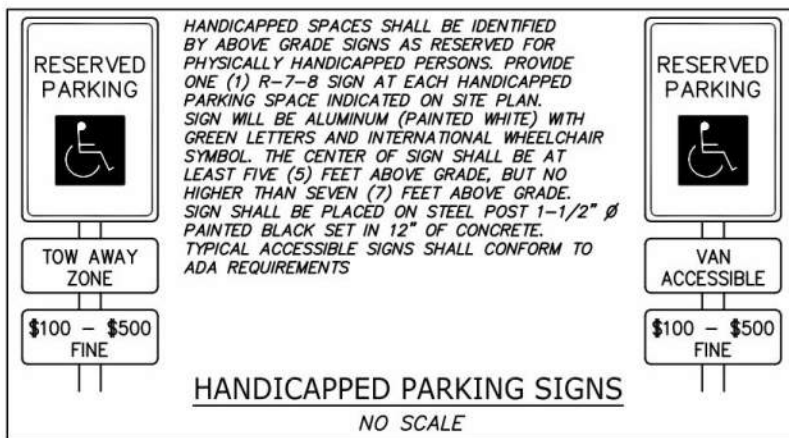 RESERVED
PARKING
TOW AWAY
ZONE
$100 – $500
FINE
HANDICAPPED SPACES SHALL BE IDENTIFIED
BY ABOVE GRADE SIGNS AS RESERVED FOR
PHYSICALLY HANDICAPPED PERSONS. PROVIDE
ONE (1) R-7-8 SIGN AT EACH HANDICAPPED
PARKING SPACE INDICATED ON SITE PLAN.
SIGN WILL BE ALUMINUM (PAINTED WHITE) WITH
GREEN LETTERS AND INTERNATIONAL WHEELCHAIR
SYMBOL. THE CENTER OF SIGN SHALL BE AT
LEAST FIVE (5) FEET ABOVE GRADE, BUT NO
HIGHER THAN SEVEN (7) FEET ABOVE GRADE.
SIGN SHALL BE PLACED ON STEEL POST 1-1/2" Ø
PAINTED BLACK SET IN 12" OF CONCRETE.
TYPICAL ACCESSIBLE SIGNS SHALL CONFORM TO
ADA REQUIREMENTS
RESERVED
PARKING
VAN
ACCESSIBLE
$100 – $500
FINE
HANDICAPPED PARKING SIGNS
NO SCALE